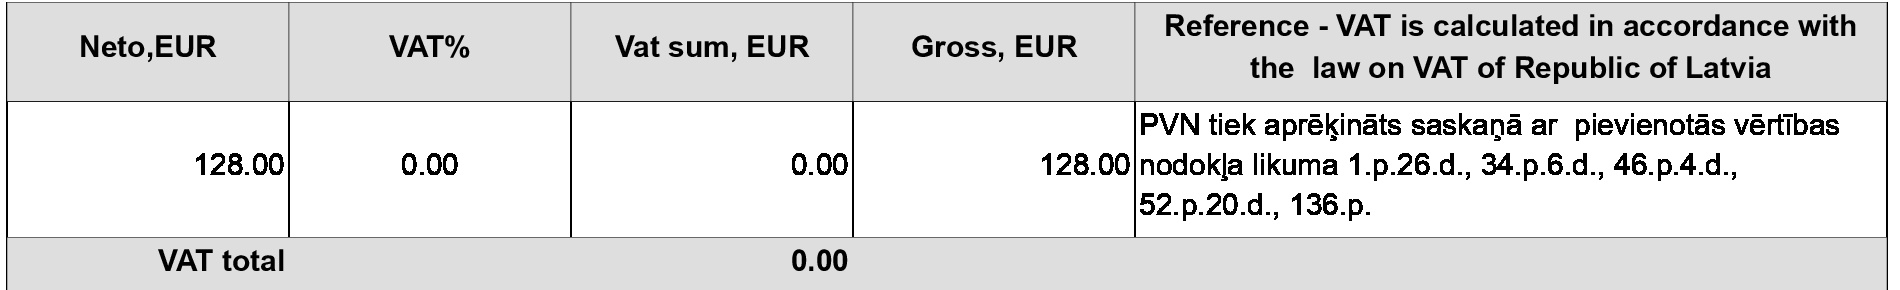 Neto,EUR VAT% Vat sum, EUR Gross, EUR Reference - VAT is calculated in accordance with
the law on VAT of Republic of Latvia
128.00 0.00 0.00 128.00 PVN tiek aprēķināts saskaņā ar pievienotās vērtības
nodokļa likuma 1.p.26.d., 34.p.6.d., 46.p.4.d.,
52.p.20.d., 136.p.
VAT total 0.00